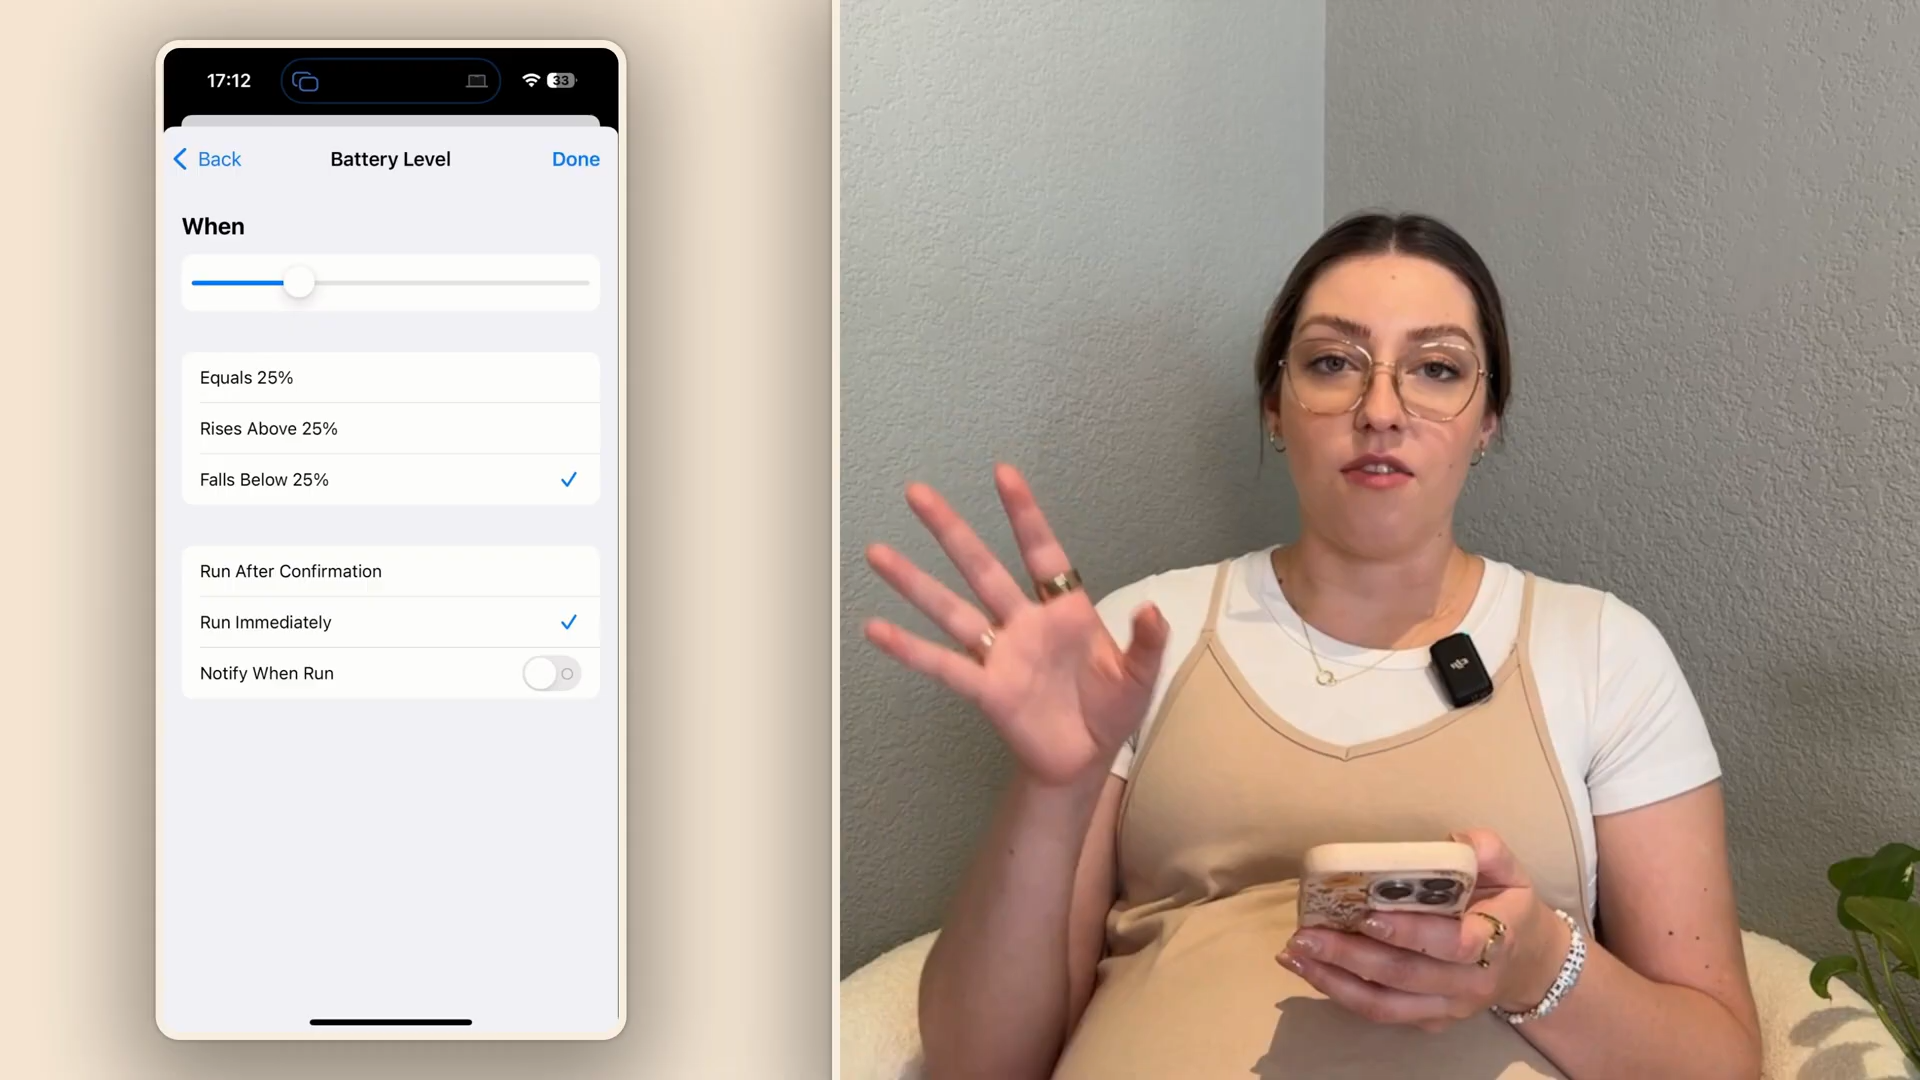 17:12
33
Back
Battery Level
Done
When
Equals 25%
Rises Above 25%
Falls Below 25%
Run After Confirmation
Run Immediately
Notify When Run
dji